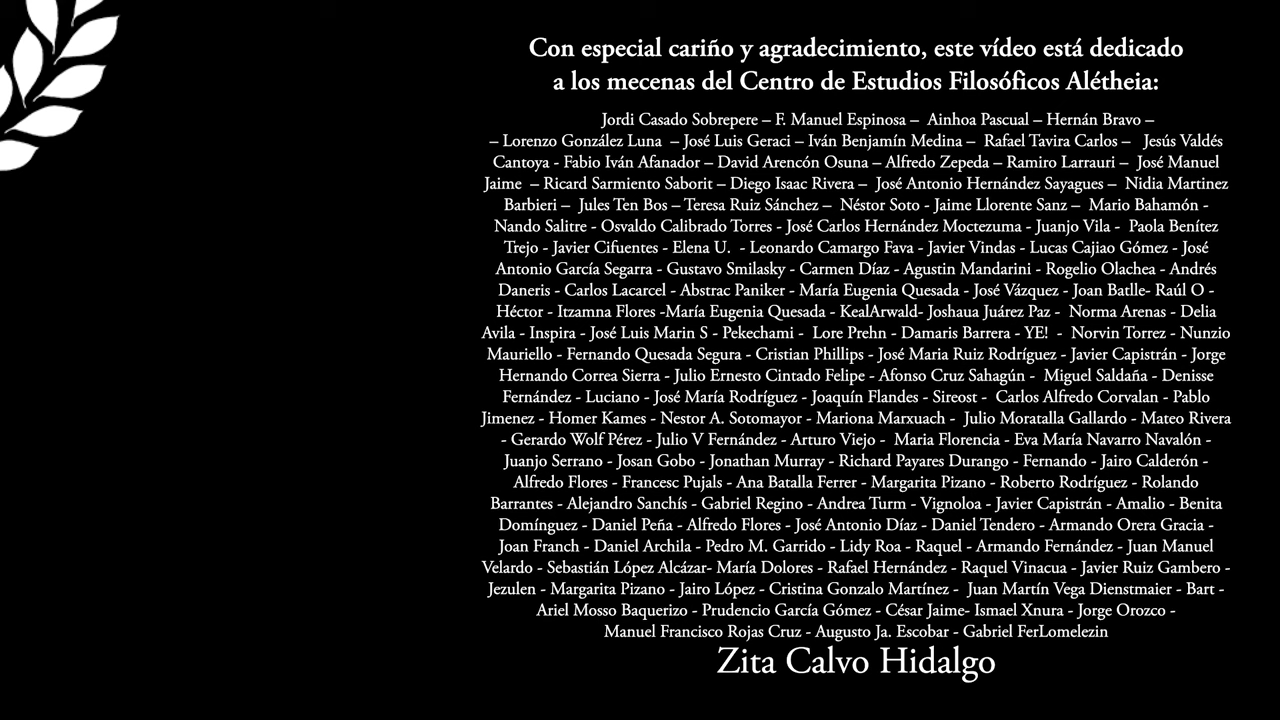 Con especial cariño y agradecimiento, este vídeo está dedicado
a los mecenas del Centro de Estudios Filosóficos Alétheia:
Jordi Casado Sobrepere – F. Manuel Espinosa –  Ainhoa Pascual – Hernán Bravo –
– Lorenzo González Luna  – José Luis Geraci – Iván Benjamín Medina –  Rafael Tavira Carlos –   Jesús Valdés
Cantoya - Fabio Iván Afanador – David Arencón Osuna – Alfredo Zepeda – Ramiro Larrauri –  José Manuel
Jaime  – Ricard Sarmiento Saborit – Diego Isaac Rivera –  José Antonio Hernández Sayagues –  Nidia Martinez
Barbieri –  Jules Ten Bos – Teresa Ruiz Sánchez –  Néstor Soto - Jaime Llorente Sanz –  Mario Bahamón -
Nando Salitre - Osvaldo Calibrado Torres - José Carlos Hernández Moctezuma - Juanjo Vila -  Paola Benítez
Trejo - Javier Cifuentes - Elena U.  - Leonardo Camargo Fava - Javier Vindas - Lucas Cajiao Gómez - José
Antonio García Segarra - Gustavo Smilasky - Carmen Díaz - Agustin Mandarini - Rogelio Olachea - Andrés
Daneris - Carlos Lacarcel - Abstrac Paniker - María Eugenia Quesada - José Vázquez - Joan Batlle- Raúl O -
Héctor - Itzamna Flores -María Eugenia Quesada - KealArwald- Joshaua Juárez Paz -  Norma Arenas - Delia
Avila - Inspira - José Luis Marin S - Pekechami -  Lore Prehn - Damaris Barrera - YE!  -  Norvin Torrez - Nunzio
Mauriello - Fernando Quesada Segura - Cristian Phillips - José Maria Ruiz Rodríguez - Javier Capistrán - Jorge
Hernando Correa Sierra - Julio Ernesto Cintado Felipe - Afonso Cruz Sahagún -  Miguel Saldaña - Denisse
Fernández - Luciano - José María Rodríguez - Joaquín Flandes - Sireost -  Carlos Alfredo Corvalan - Pablo
Jimenez - Homer Kames - Nestor A. Sotomayor - Mariona Marxuach -  Julio Moratalla Gallardo - Mateo Rivera
- Gerardo Wolf Pérez - Julio V Fernández - Arturo Viejo -  Maria Florencia - Eva María Navarro Navalón -
Juanjo Serrano - Josan Gobo - Jonathan Murray - Richard Payares Durango - Fernando - Jairo Calderón -
Alfredo Flores - Francesc Pujals - Ana Batalla Ferrer - Margarita Pizano - Roberto Rodríguez - Rolando
Barrantes - Alejandro Sanchís - Gabriel Regino - Andrea Turm - Vignoloa - Javier Capistrán - Amalio - Benita
Domínguez - Daniel Peña - Alfredo Flores - José Antonio Díaz - Daniel Tendero - Armando Orera Gracia -
Joan Franch - Daniel Archila - Pedro M. Garrido - Lidy Roa - Raquel - Armando Fernández - Juan Manuel
Velardo - Sebastián López Alcázar- María Dolores - Rafael Hernández - Raquel Vinacua - Javier Ruiz Gambero -
Jezulen - Margarita Pizano - Jairo López - Cristina Gonzalo Martínez -  Juan Martín Vega Dienstmaier - Bart -
Ariel Mosso Baquerizo - Prudencio García Gómez - César Jaime- Ismael Xnura - Jorge Orozco -
Manuel Francisco Rojas Cruz - Augusto Ja. Escobar - Gabriel FerLomelezin
Zita Calvo Hidalgo